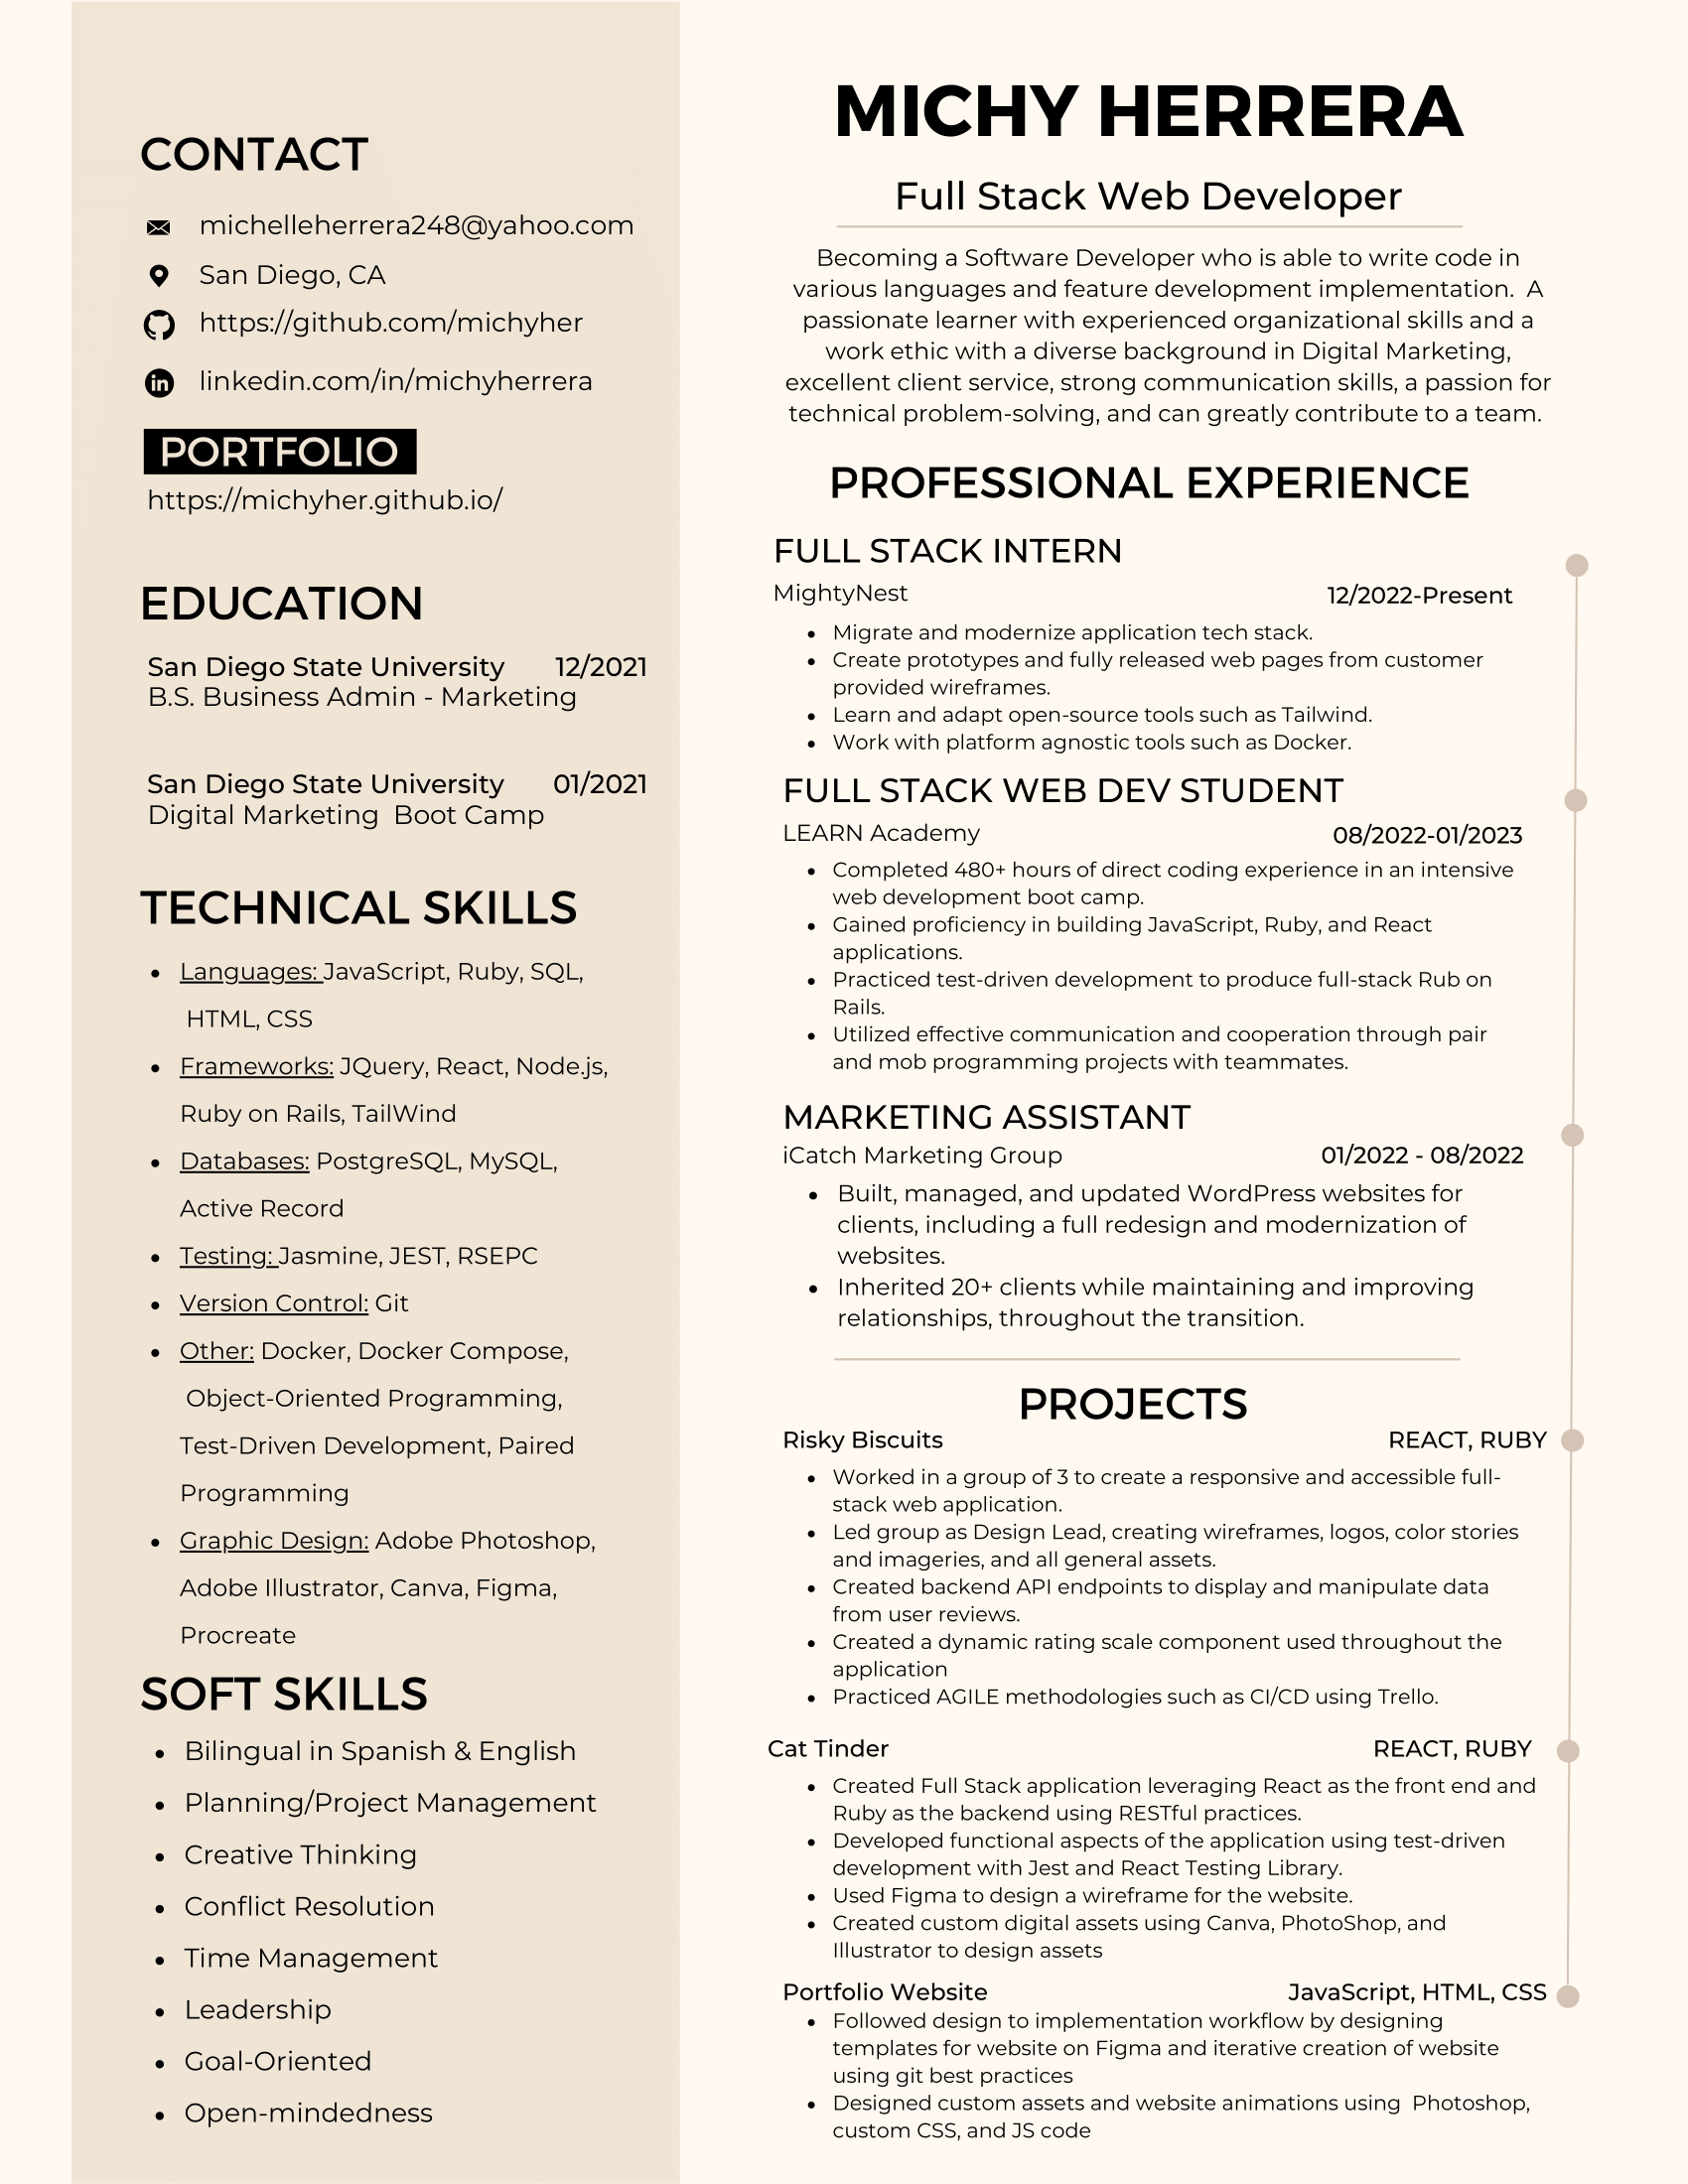 CONTACT
michelleherrera248@yahoo.com
San Diego, CA
https://github.com/michyher
linkedin.com/in/michyherrera
PORTFOLIO
https://michyher.github.io/
EDUCATION
San Diego State University 12/2021
B.S. Business Admin - Marketing
San Diego State University 01/2021
Digital Marketing Boot Camp
TECHNICAL SKILLS
• Languages: JavaScript, Ruby, SQL,
HTML, CSS
• Frameworks: JQuery, React, Node.js,
Ruby on Rails, TailWind
• Databases: PostgreSQL, MySQL,
Active Record
• Testing: Jasmine, JEST, RSEPC
• Version Control: Git
• Other: Docker, Docker Compose,
Object-Oriented Programming,
Test-Driven Development, Paired
Programming
• Graphic Design: Adobe Photoshop,
Adobe Illustrator, Canva, Figma,
Procreate
SOFT SKILLS
• Bilingual in Spanish & English
• Planning/Project Management
• Creative Thinking
• Conflict Resolution
• Time Management
• Leadership
• Goal-Oriented
• Open-mindedness
MICHY HERRERA
Full Stack Web Developer
Becoming a Software Developer who is able to write code in
various languages and feature development implementation. A
passionate learner with experienced organizational skills and a
work ethic with a diverse background in Digital Marketing,
excellent client service, strong communication skills, a passion for
technical problem-solving, and can greatly contribute to a team.
PROFESSIONAL EXPERIENCE
FULL STACK INTERN
MightyNest 12/2022-Present
• Migrate and modernize application tech stack.
• Create prototypes and fully released web pages from customer
provided wireframes.
• Learn and adapt open-source tools such as Tailwind.
• Work with platform agnostic tools such as Docker.
FULL STACK WEB DEV STUDENT
LEARN Academy 08/2022-01/2023
• Completed 480+ hours of direct coding experience in an intensive
web development boot camp.
• Gained proficiency in building JavaScript, Ruby, and React
applications.
• Practiced test-driven development to produce full-stack Rub on
Rails.
• Utilized effective communication and cooperation through pair
and mob programming projects with teammates.
MARKETING ASSISTANT
iCatch Marketing Group 01/2022 - 08/2022
• Built, managed, and updated WordPress websites for
clients, including a full redesign and modernization of
websites.
• Inherited 20+ clients while maintaining and improving
relationships, throughout the transition.
PROJECTS
Risky Biscuits REACT, RUBY
• Worked in a group of 3 to create a responsive and accessible full-
stack web application.
• Led group as Design Lead, creating wireframes, logos, color stories
and imageries, and all general assets.
• Created backend API endpoints to display and manipulate data
from user reviews.
• Created a dynamic rating scale component used throughout the
application
• Practiced AGILE methodologies such as CI/CD using Trello.
Cat Tinder REACT, RUBY
• Created Full Stack application leveraging React as the front end and
Ruby as the backend using RESTful practices.
• Developed functional aspects of the application using test-driven
development with Jest and React Testing Library.
• Used Figma to design a wireframe for the website.
• Created custom digital assets using Canva, PhotoShop, and
Illustrator to design assets
Portfolio Website JavaScript, HTML, CSS
• Followed design to implementation workflow by designing
templates for website on Figma and iterative creation of website
using git best practices
• Designed custom assets and website animations using Photoshop,
custom CSS, and JS code